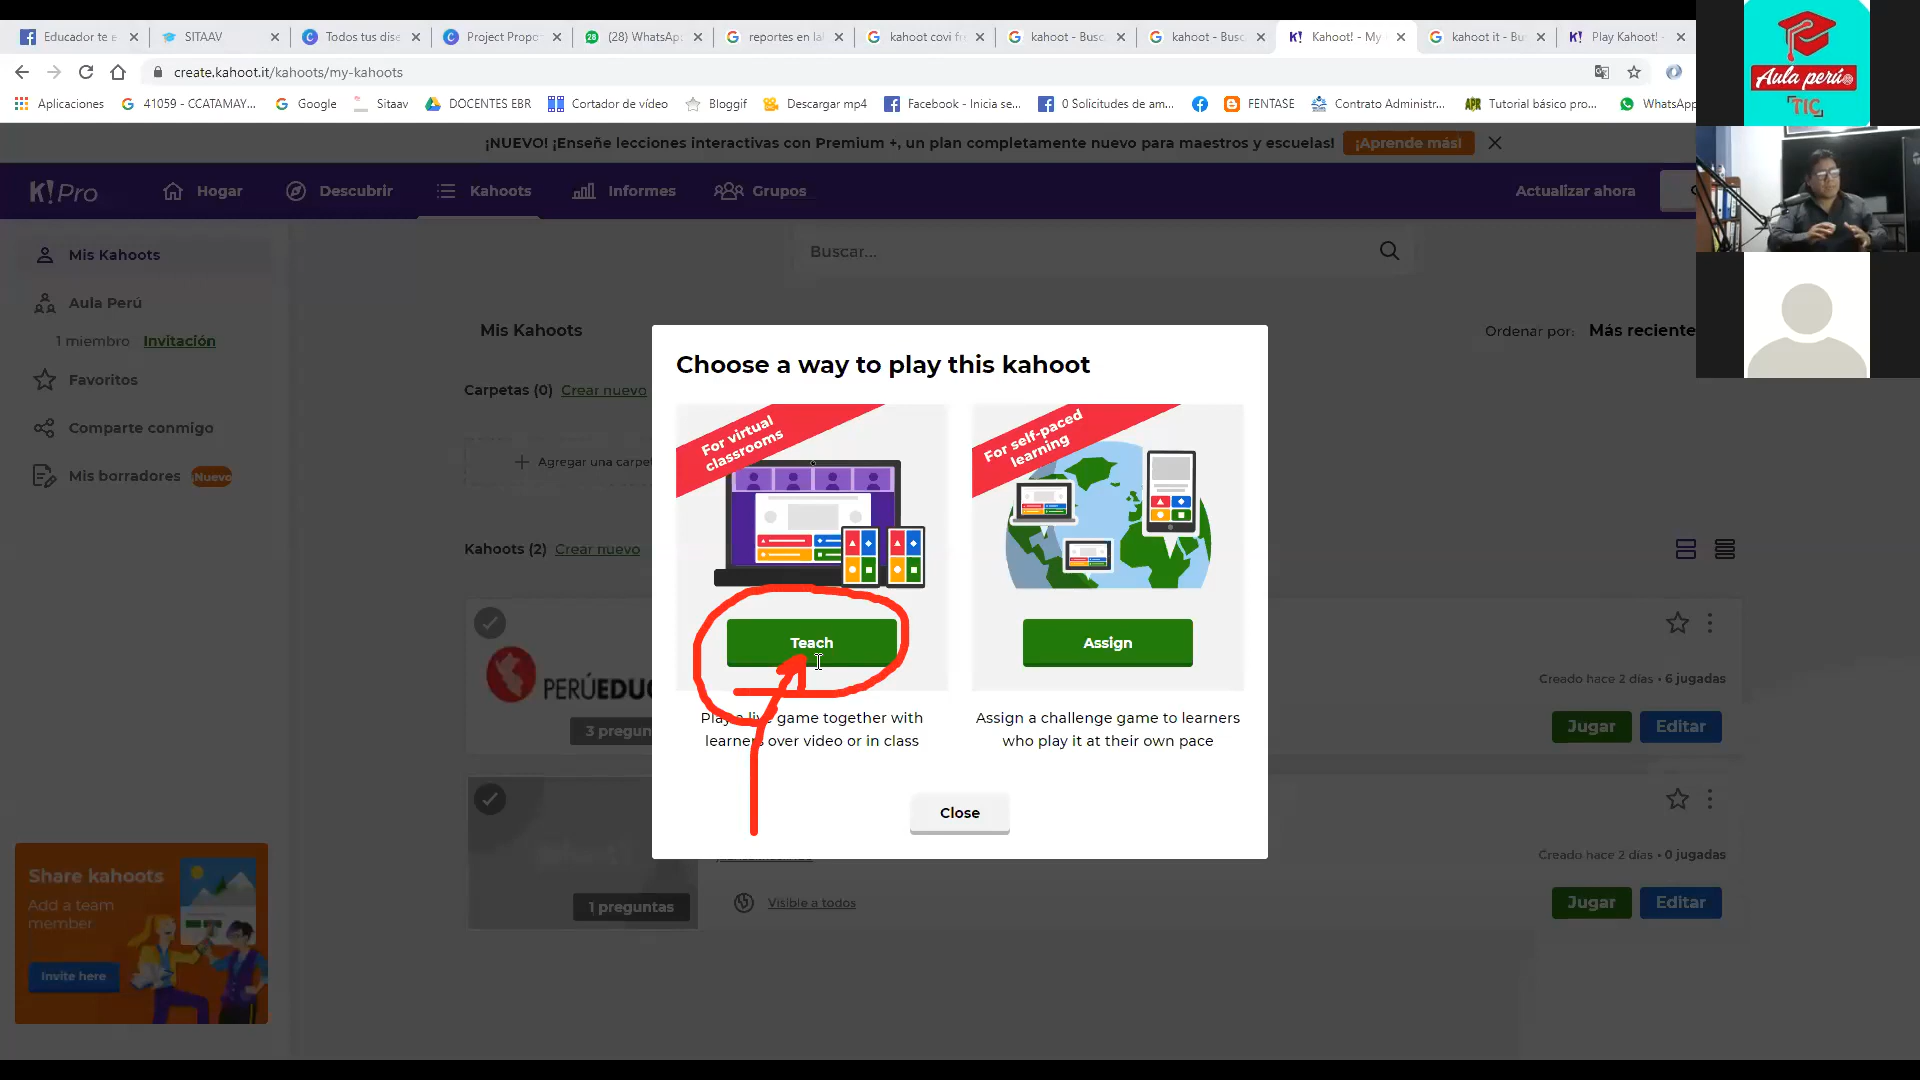 Educador te e
SITAAV
Todos tus dise
Project Propo
(28) WhatsAp
reportes en la
kahoot covi f
kahoot - Busc
kahoot - Busc
Kahoot! - My
kahoot it - Bu
Play Kahoot! -
create.kahoot.it/kahoots/my-kahoots
Aplicaciones
41059 - CCATAMAY...
Google
Sitaav
DOCENTES EBR
Cortador de vídeo
Bloggif
Descargar mp4
Facebook - Inicia se...
0 Solicitudes de am...
FENTASE
Contrato Administr...
Tutorial básico pro...
WhatsApp
Aula perú
TIC
¡NUEVO! ¡Enseñe lecciones interactivas con Premium +, un plan completamente nuevo para maestros y escuelas!
¡Aprende más!
K!Pro
Hogar
Descubrir
Kahoots
Informes
Grupos
Actualizar ahora
Mis Kahoots
Aula Perú
1 miembro Invitación
Favoritos
Comparte conmigo
Mis borradores
¡Nuevo
Buscar...
Mis Kahoots
Ordenar por: Más reciente
Carpetas (0) Crear nuevo
Agregar una carpet
Kahoots (2) Crear nuevo
Choose a way to play this kahoot
For virtual
classrooms
For self-paced
learning
Teach
Assign
Play a live game together with
learners over video or in class
Assign a challenge game to learners
who play it at their own pace
Close
PERÚEDUC
3 pregun
Creado hace 2 días • 6 jugadas
Jugar
Editar
1 preguntas
Visible a todos
Creado hace 2 días • 0 jugadas
Jugar
Editar
Share kahoots
Add a team
member
Invite here